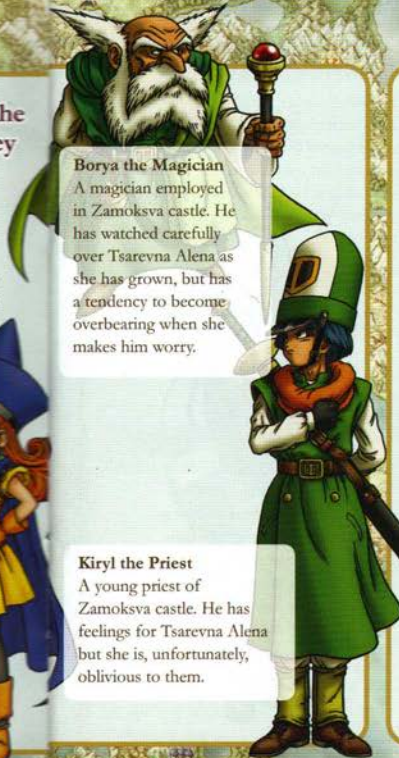 he
ey
Borya the Magician
A magician employed
in Zamoksva castle. He
has watched carefully
over Tsarevna Alena as
she has grown, but has
a tendency to become
overbearing when she
makes him worry.
Kiryl the Priest
A young priest of
Zamoksva castle. He has
feelings for Tsarevna Alena
but she is, unfortunately,
oblivious to them.